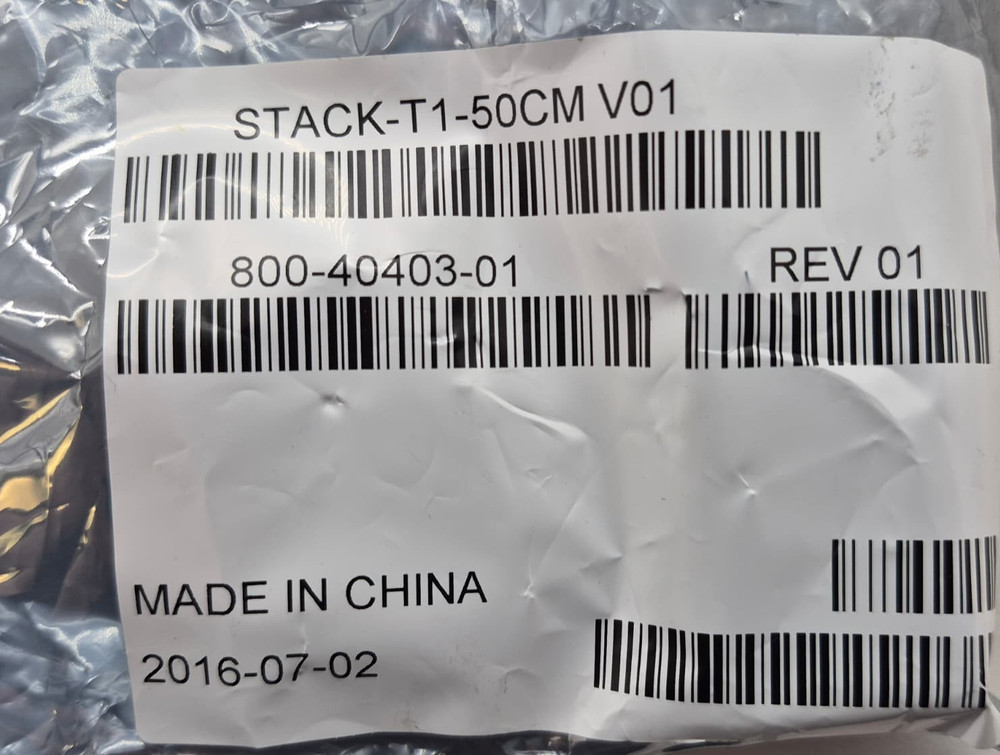 STACK-T1-50CM V01
800-40403-01 REV 01
MADE IN CHINA
2016-07-02